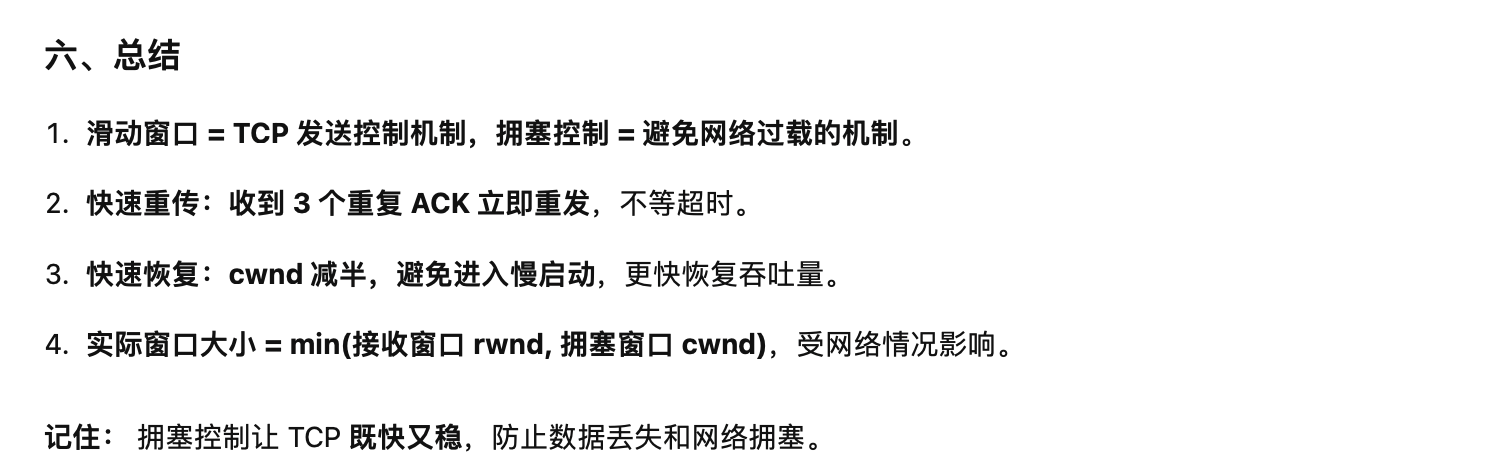 六、总结
1. 滑动窗口 = TCP 发送控制机制，拥塞控制 = 避免网络过载的机制。
2. 快速重传：收到 3 个重复 ACK 立即重发，不等超时。
3. 快速恢复：cwnd 减半，避免进入慢启动，更快恢复吞吐量。
4. 实际窗口大小 = min(接收窗口 rwnd, 拥塞窗口 cwnd)，受网络情况影响。
记住： 拥塞控制让 TCP 既快又稳，防止数据丢失和网络拥塞。